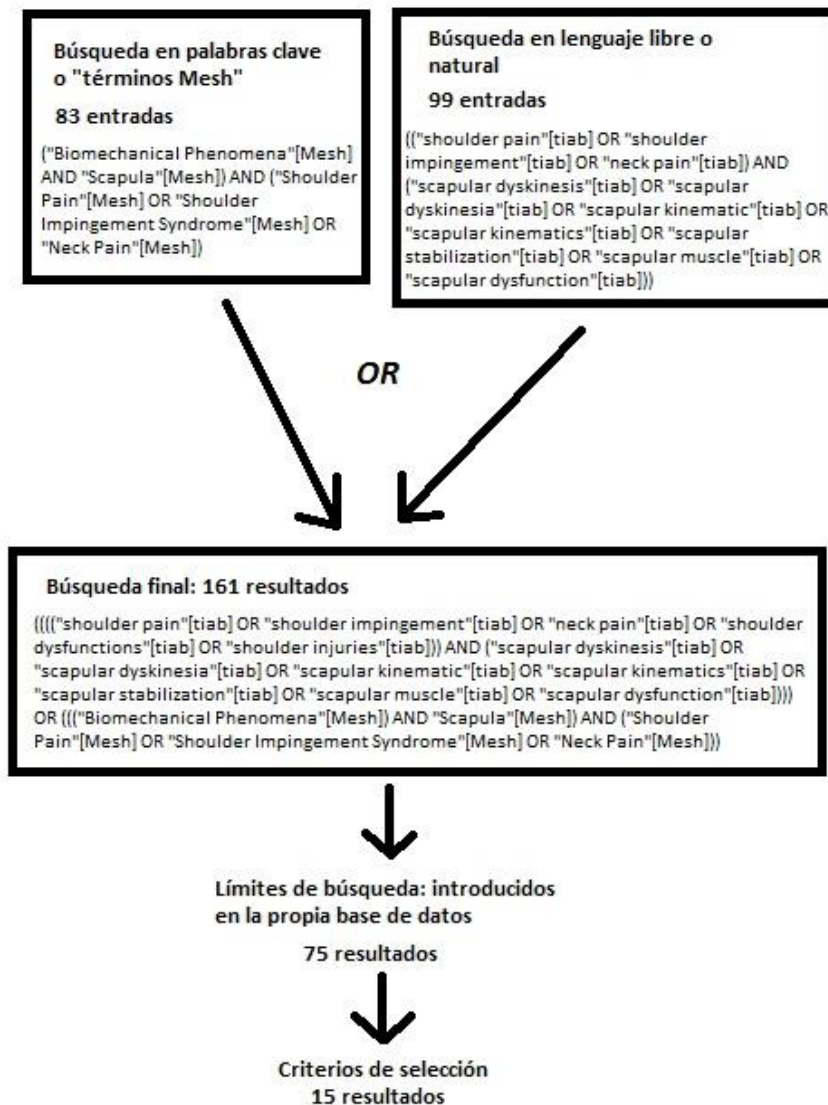 Búsqueda en palabras clave
o "términos Mesh"
83 entradas
("Biomechanical Phenomena"[Mesh]
AND "Scapula"[Mesh]) AND ("Shoulder
Pain"[Mesh] OR "Shoulder
Impingement Syndrome"[Mesh] OR
"Neck Pain"[Mesh])
Búsqueda en lenguaje libre o
natural
99 entradas
(("shoulder pain"[tiab] OR "shoulder
impingement"[tiab] OR "neck pain"[tiab]) AND
("scapular dyskinesis"[tiab] OR "scapular
dyskinesia"[tiab] OR "scapular kinematic"[tiab] OR
"scapular kinematics"[tiab] OR "scapular
stabilization"[tiab] OR "scapular muscle"[tiab] OR
"scapular dysfunction"[tiab]))
OR
Búsqueda final: 161 resultados
(((("shoulder pain"[tiab] OR "shoulder impingement"[tiab] OR "neck pain"[tiab] OR "shoulder
dysfunctions"[tiab] OR "shoulder injuries"[tiab])) AND ("scapular dyskinesis"[tiab] OR
"scapular dyskinesia"[tiab] OR "scapular kinematic"[tiab] OR "scapular kinematics"[tiab] OR
"scapular stabilization"[tiab] OR "scapular muscle"[tiab] OR "scapular dysfunction"[tiab])))
OR ((("Biomechanical Phenomena"[Mesh]) AND "Scapula"[Mesh]) AND ("Shoulder
Pain"[Mesh] OR "Shoulder Impingement Syndrome"[Mesh] OR "Neck Pain"[Mesh]))
Límites de búsqueda: introducidos
en la propia base de datos
75 resultados
Criterios de selección
15 resultados